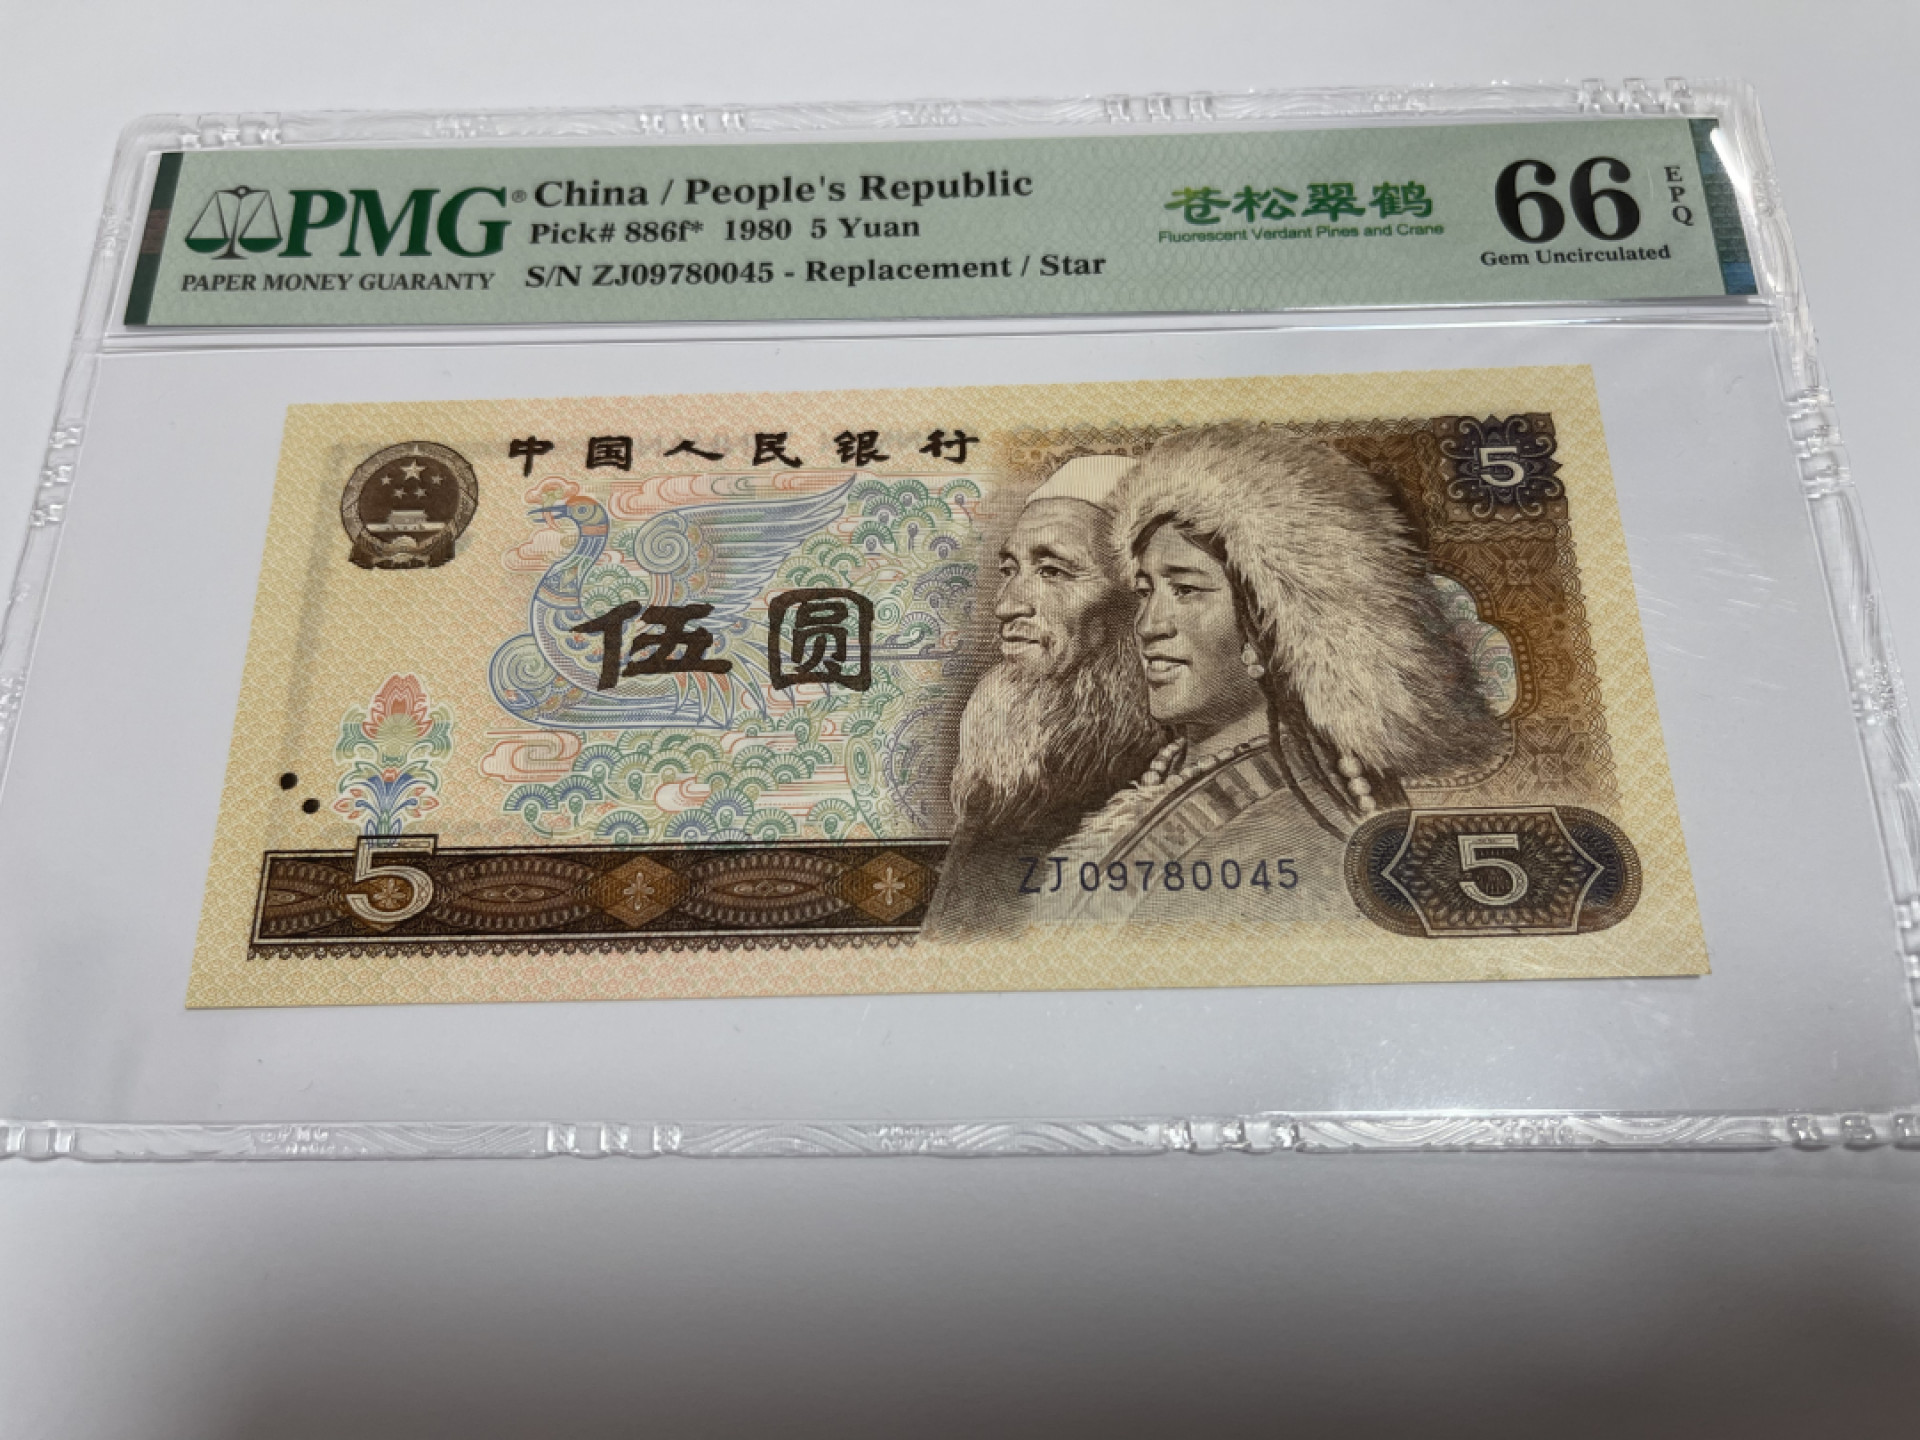 PMG® China / People's Republic
Pick# 886f* 1980 5 Yuan
PAPER MONEY GUARANTY
S/N ZJ09780045 - Replacement / Star
苍松翠鹤
Fluorescent Verdant Pines and Crane
66 EPQ
Gem Uncirculated
中国人民银行
5
伍圆
5
ZJ09780045
5